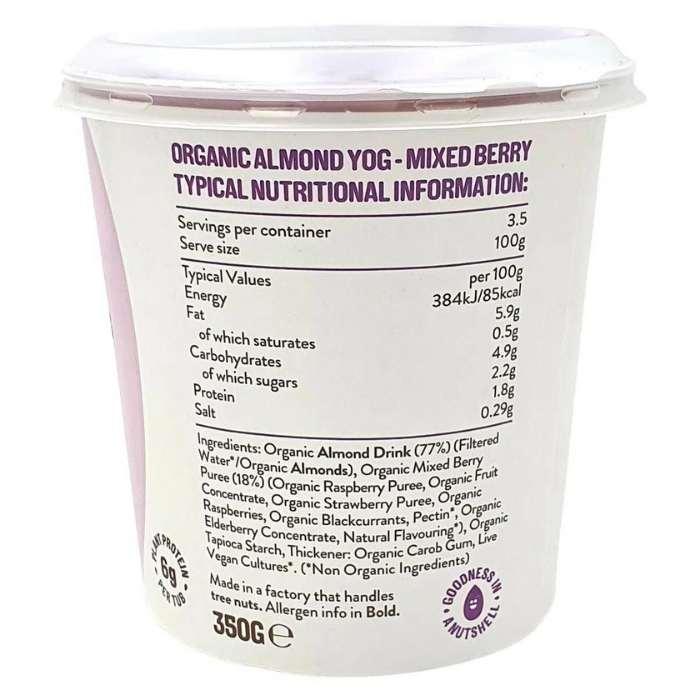 ORGANIC ALMOND YOG - MIXED BERRY
TYPICAL NUTRITIONAL INFORMATION:
Servings per container 3.5
Serve size 100g
Typical Values per 100g
Energy 384kJ/85kcal
Fat 5.9g
of which saturates 0.5g
Carbohydrates 4.9g
of which sugars 2.2g
Protein 1.8g
Salt 0.29g
Ingredients: Organic Almond Drink (77%) (Filtered
Water*/Organic Almonds), Organic Mixed Berry
Puree (18%) (Organic Raspberry Puree, Organic Fruit
Concentrate, Organic Strawberry Puree, Organic
Raspberries, Organic Blackcurrants, Pectin*, Organic
Elderberry Concentrate, Natural Flavouring*), Organic
Tapioca Starch, Thickener: Organic Carob Gum, Live
Vegan Cultures*. (*Non Organic Ingredients)
PLANT PROTEIN
6g
PER TUB
Made in a factory that handles
tree nuts. Allergen info in Bold.
350G e
GOODNESS IN
A NUTSHELL